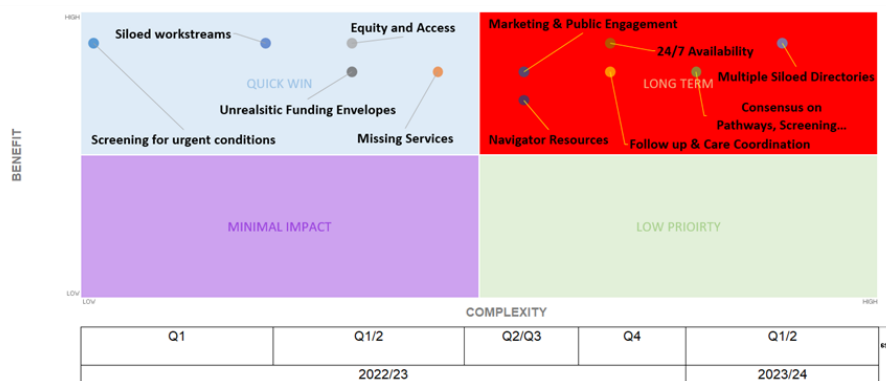 HIGH
Siloed workstreams
Equity and Access
Marketing & Public Engagement
24/7 Availability
QUICK WIN
LONG TERM
Multiple Siloed Directories
Unrealsitic Funding Envelopes
Consensus on
Pathways, Screening...
Screening for urgent conditions
Missing Services
Navigator Resources
Follow up & Care Coordination
BENEFIT
MINIMAL IMPACT
LOW PRIOIRTY
LOV
LOV
HIGH
COMPLEXITY
Q1
Q1/2
Q2/Q3
Q4
Q1/2
2022/23
2023/24